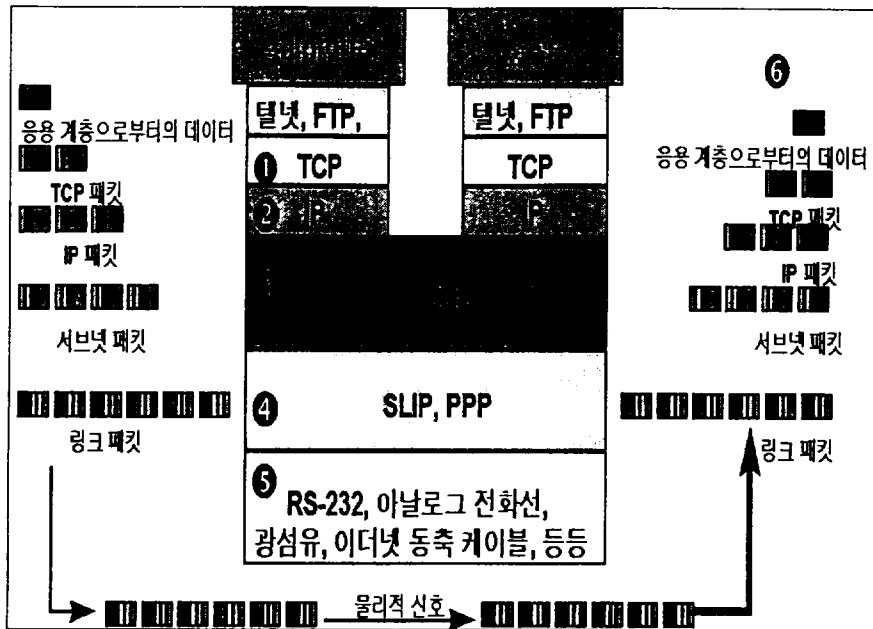 ❻
텔넷, FTP,
텔넷, FTP
응용 계층으로부터의 데이터
응용 계층으로부터의 데이터
❶ TCP
TCP
TCP 패킷
TCP 패킷
❷ IP
IP
IP 패킷
IP 패킷
서브넷 패킷
서브넷 패킷
❹ SLIP, PPP
링크 패킷
링크 패킷
❺ RS-232, 아날로그 전화선,
광섬유, 이더넷 동축 케이블, 등등
물리적 신호